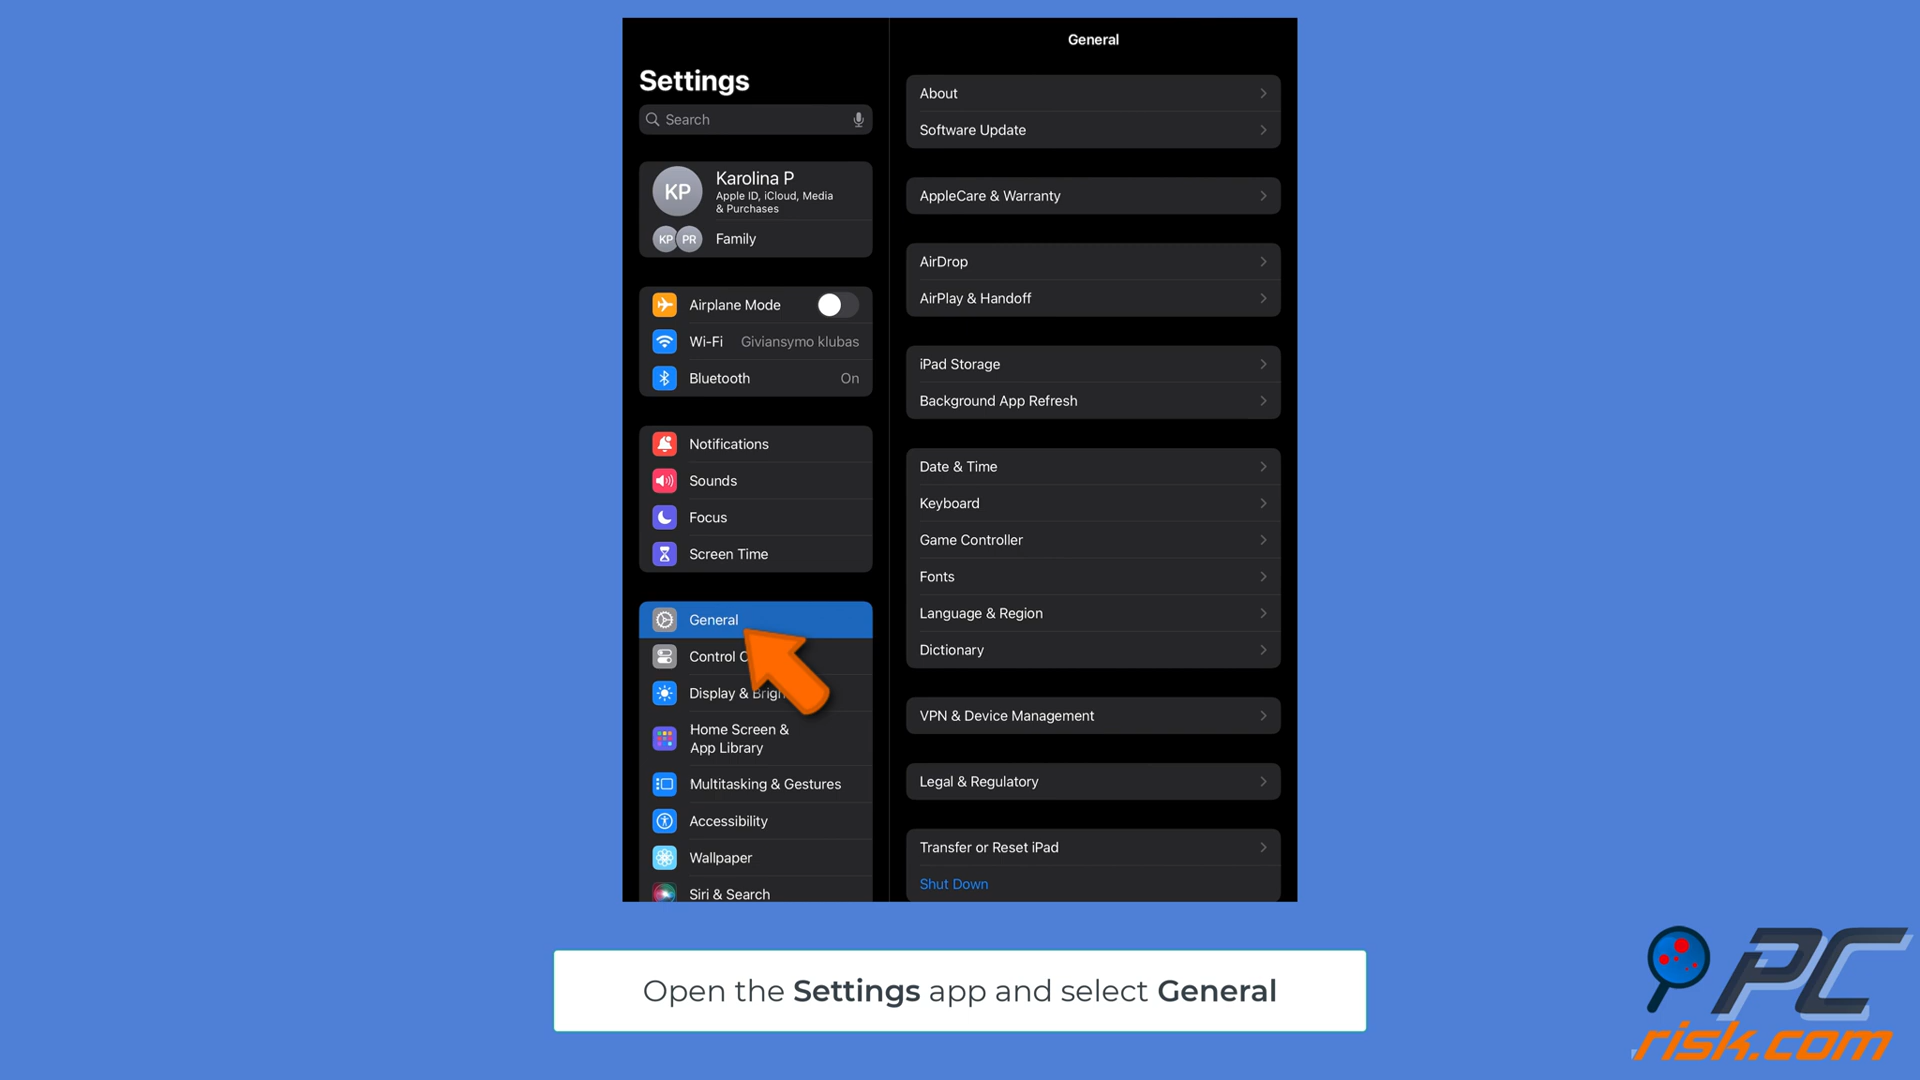 Settings
Search
KP
Karolina P
Apple ID, iCloud, Media
& Purchases
KP PR Family
Airplane Mode
Wi-Fi Giviansymo klubas
Bluetooth On
Notifications
Sounds
Focus
Screen Time
General
Control C
Display & Brigh
Home Screen &
App Library
Multitasking & Gestures
Accessibility
Wallpaper
Siri & Search
General
About
Software Update
AppleCare & Warranty
AirDrop
AirPlay & Handoff
iPad Storage
Background App Refresh
Date & Time
Keyboard
Game Controller
Fonts
Language & Region
Dictionary
VPN & Device Management
Legal & Regulatory
Transfer or Reset iPad
Shut Down
Open the Settings app and select General
PC
risk.com